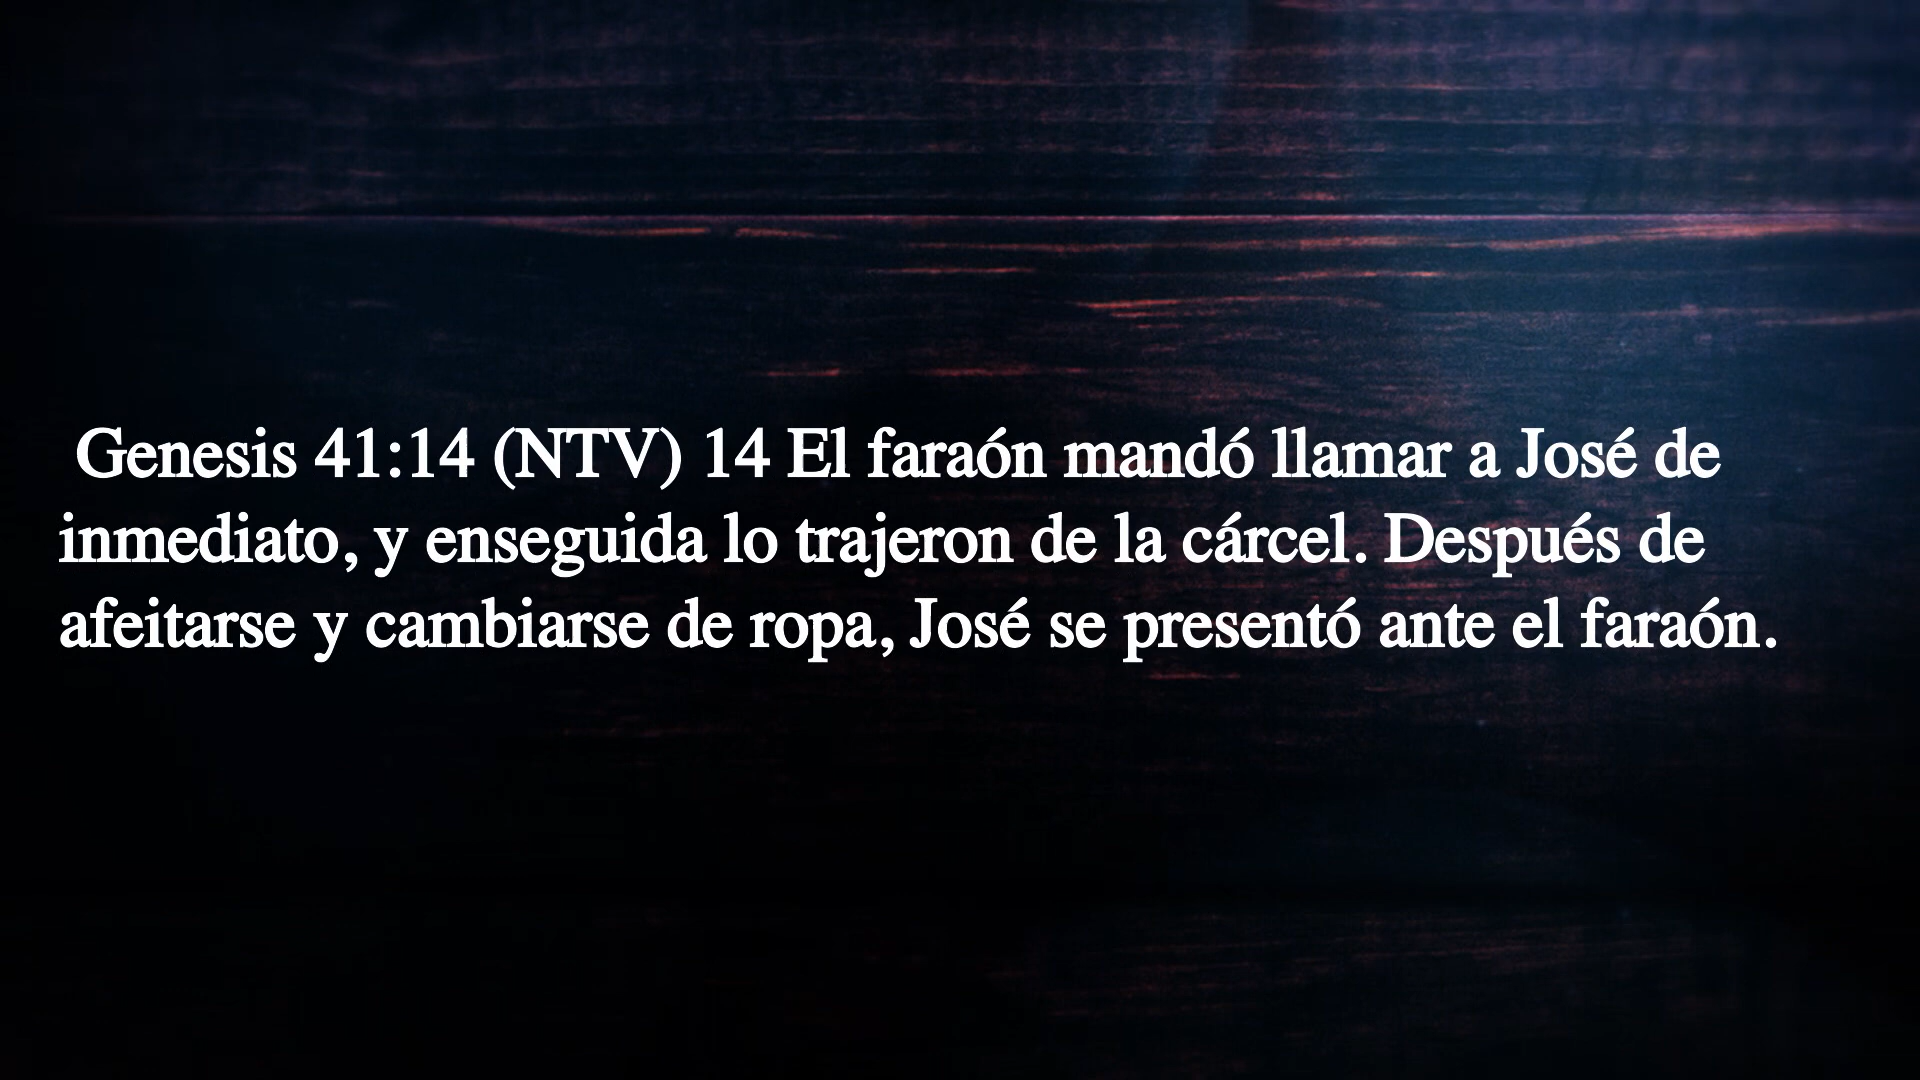 Genesis 41:14 (NTV) 14 El faraón mandó llamar a José de
inmediato, y enseguida lo trajeron de la cárcel. Después de
afeitarse y cambiarse de ropa, José se presentó ante el faraón.